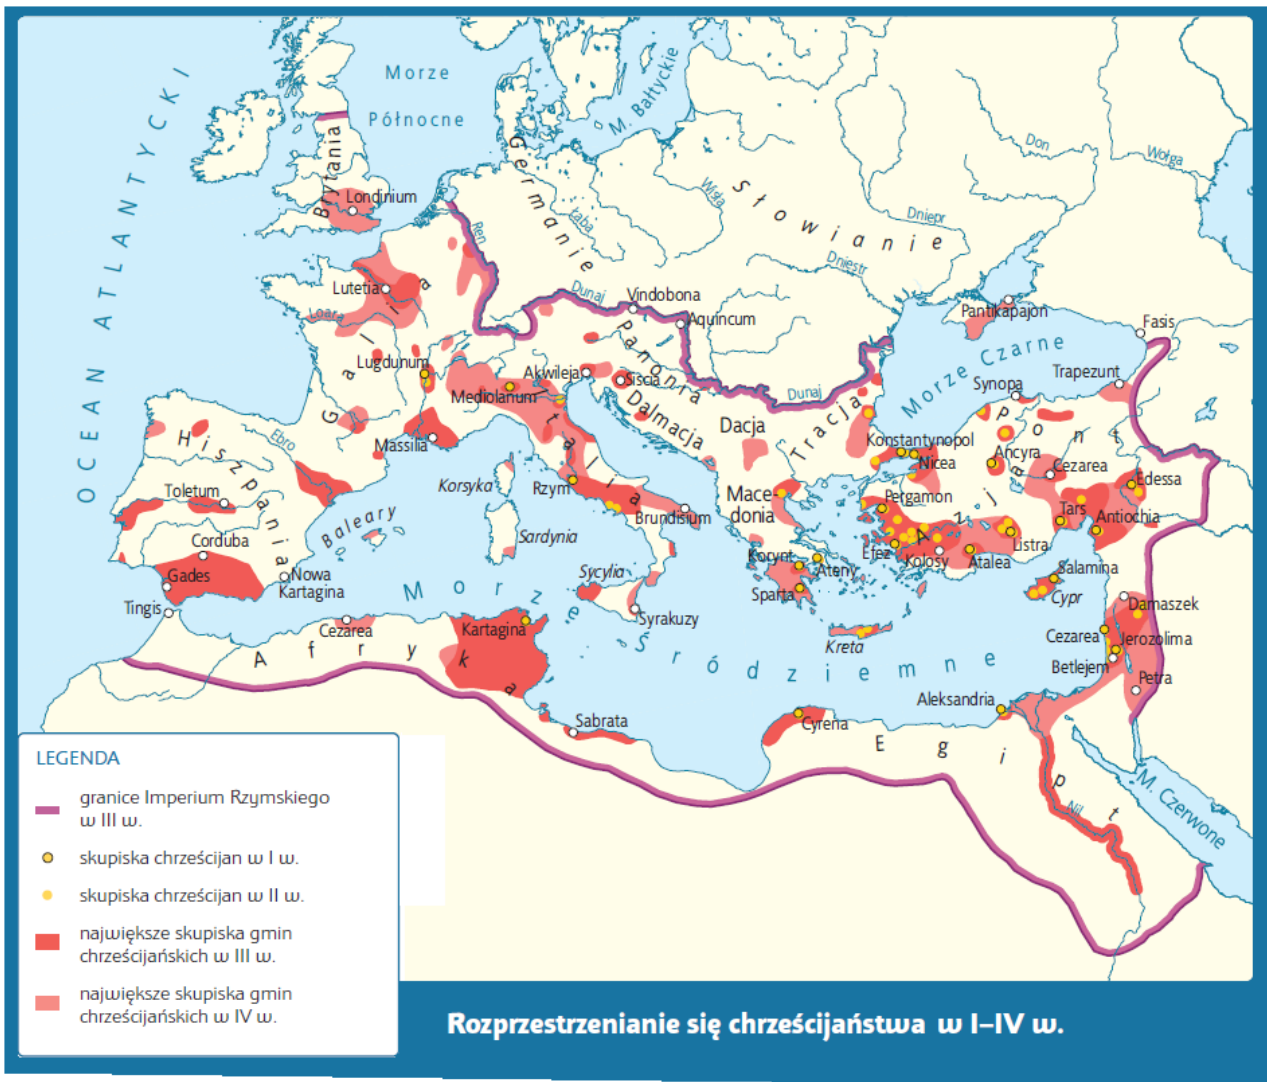 OCEAN ATLANTYCKI
Morze
Północne
M. Bałtyckie
Brytania
Londinium
Germanie
Słowianie
Ren
Łaba
Wisła
Don
Wołga
Dniepr
Dniestr
Dunaj
Lutetia
Loara
Galia
Lugdunum
Massilia
Vindobona
Aquincum
Panonia
Pantikapajon
Fasis
Morze Czarne
Trapezunt
Synopa
Akwileja
Siscia
Mediolanum
Dalmacja
Italia
Dacja
Dunaj
Tracja
Pont
Hiszpania
Ebro
Toletum
Corduba
Gades
Nowa
Kartagina
Tingis
Baleary
Korsyka
Sardynia
Rzym
Brundisium
Mace-
donia
Konstantynopol
Nicea
Ancyra
Cezarea
Edessa
Pergamon
Azja
Tars
Antiochia
Efez
Kolosy
Atalea
Listra
Korynt
Ateny
Sparta
Salamina
Cypr
Sycylia
Syrakuzy
Kreta
Morze Śródziemne
Cezarea
Kartagina
Afryka
Damaszek
Cezarea
Jerozolima
Betlejem
Petra
Aleksandria
Sabrata
Cyrena
Egipt
Nil
M. Czerwone
LEGENDA
granice Imperium Rzymskiego
w III w.
skupiska chrześcijan w I w.
skupiska chrześcijan w II w.
największe skupiska gmin
chrześcijańskich w III w.
największe skupiska gmin
chrześcijańskich w IV w.
Rozprzestrzenianie się chrześcijaństwa w I–IV w.